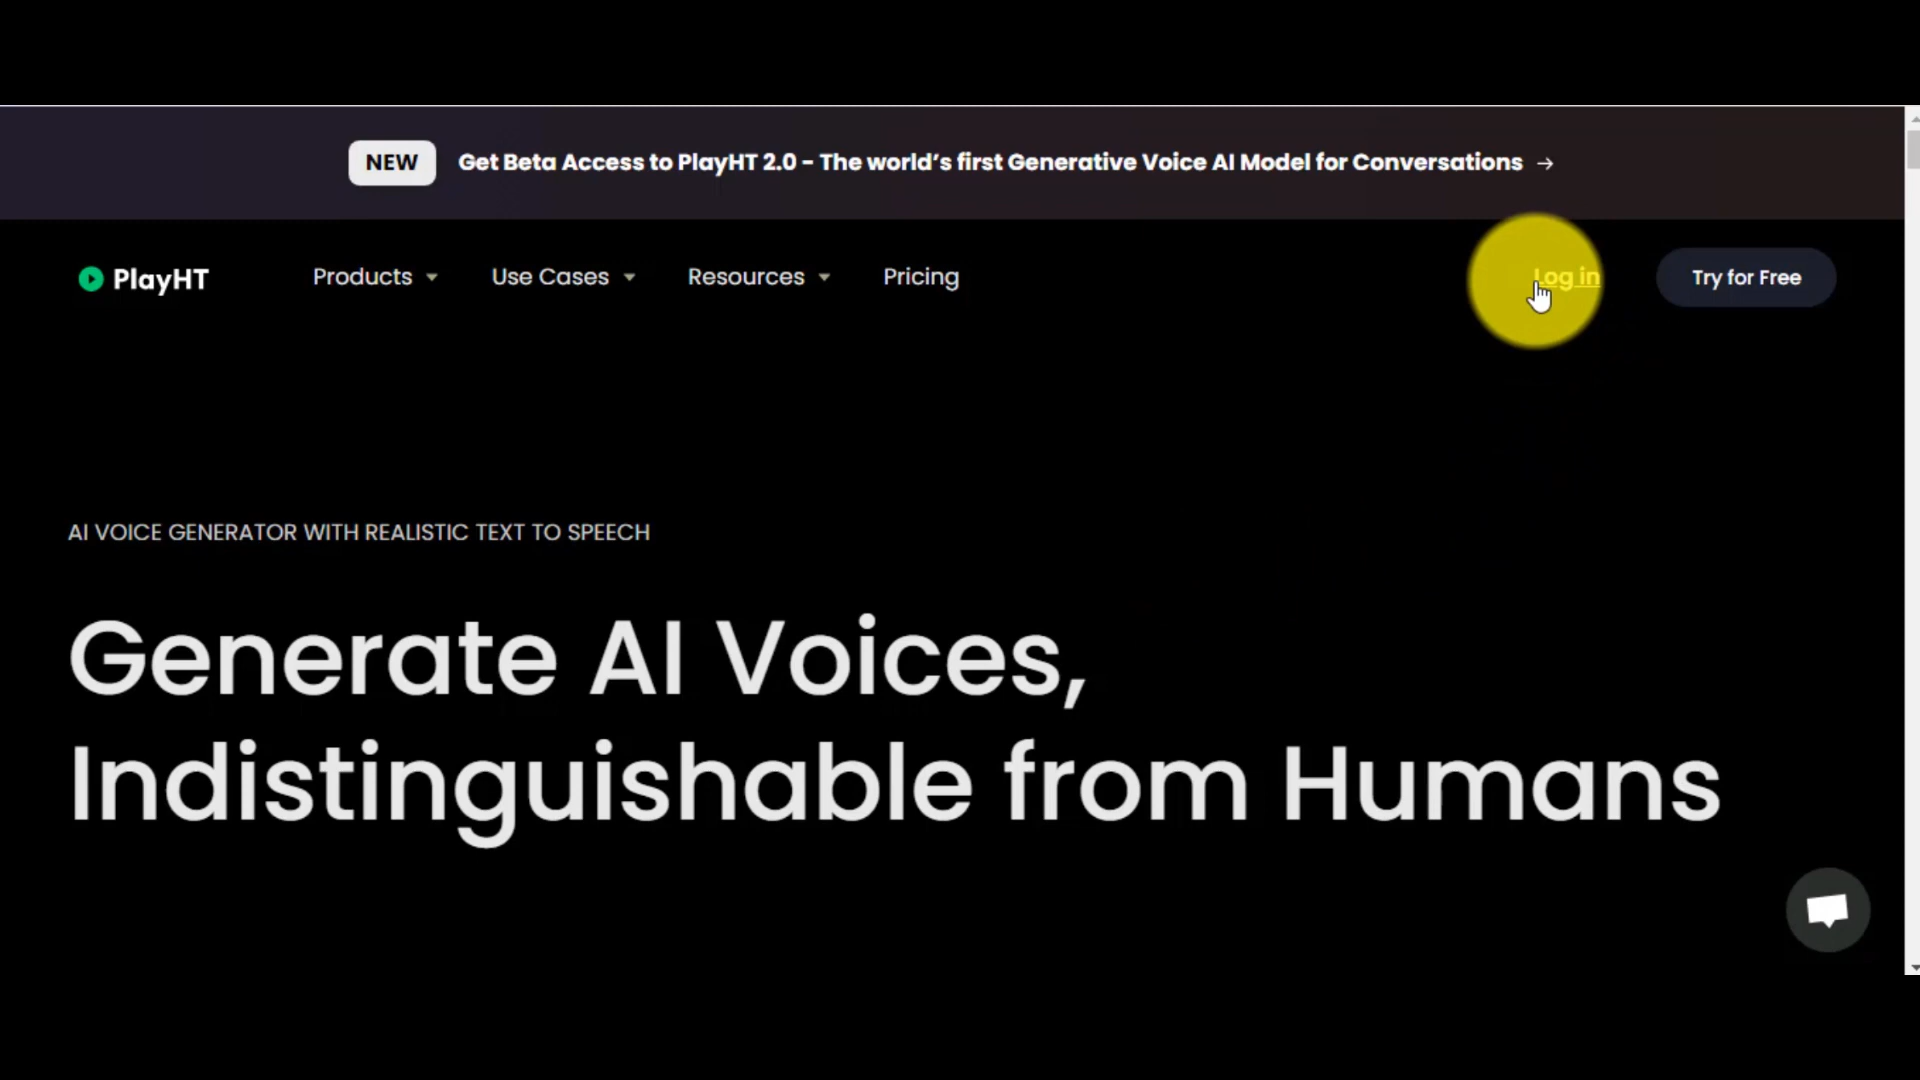 NEW Get Beta Access to PlayHT 2.0 - The world's first Generative Voice AI Model for Conversations →
PlayHT Products Use Cases Resources Pricing Log in Try for Free
AI VOICE GENERATOR WITH REALISTIC TEXT TO SPEECH
Generate AI Voices,
Indistinguishable from Humans